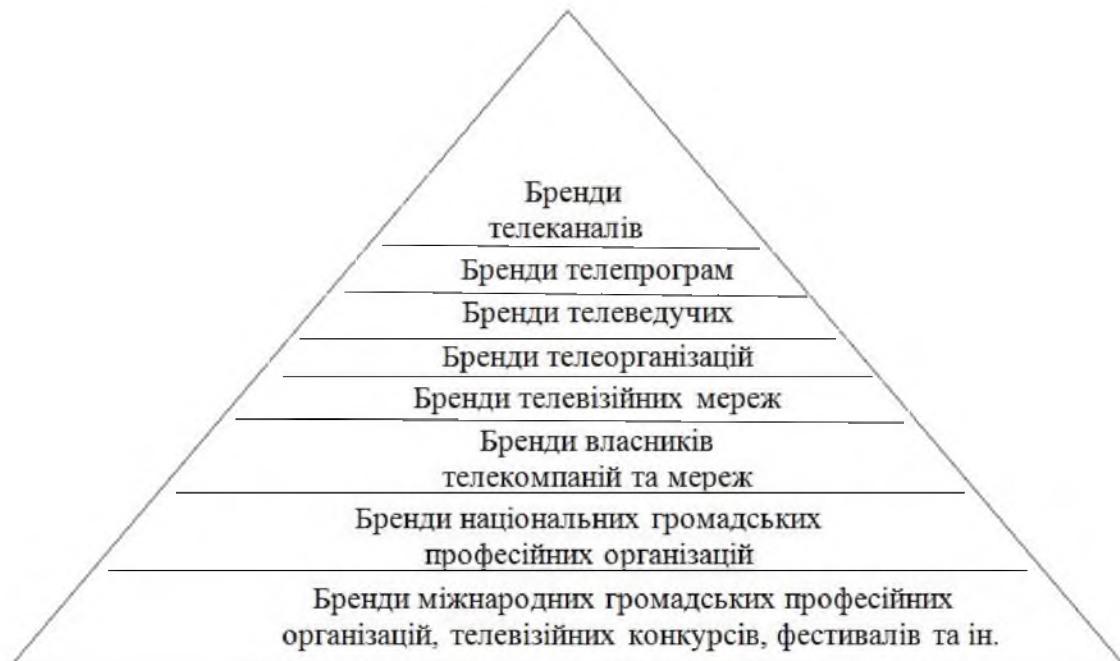 Бренди
телеканалів
Бренди телепрограм
Бренди телеведучих
Бренди телеорганізацій
Бренди телевізійних мереж
Бренди власників
телекомпаній та мереж
Бренди національних громадських
професійних організацій
Бренди міжнародних громадських професійних
організацій, телевізійних конкурсів, фестивалів та ін.